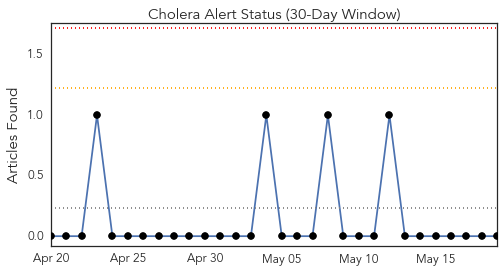 Cholera Alert Status (30-Day Window)
Articles Found
1.5
1.0
0.5
0.0
Apr 20 Apr 25 Apr 30 May 05 May 10 May 15